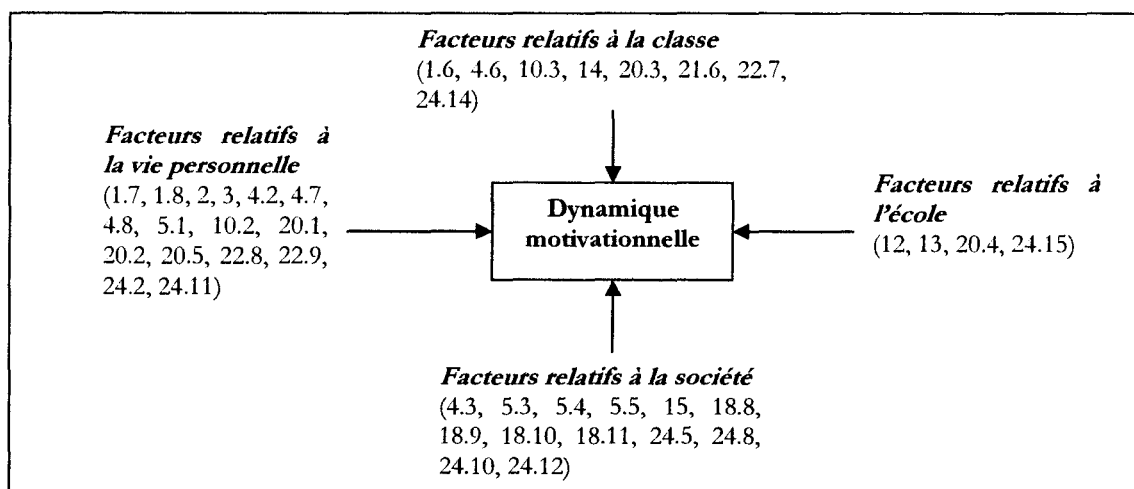 Facteurs relatifs à la classe
(1.6, 4.6, 10.3, 14, 20.3, 21.6, 22.7,
24.14)
Facteurs relatifs à
la vie personnelle
(1.7, 1.8, 2, 3, 4.2, 4.7,
4.8, 5.1, 10.2, 20.1,
20.2, 20.5, 22.8, 22.9,
24.2, 24.11)
Dynamique
motivationnelle
Facteurs relatifs à
l'école
(12, 13, 20.4, 24.15)
Facteurs relatifs à la société
(4.3, 5.3, 5.4, 5.5, 15, 18.8,
18.9, 18.10, 18.11, 24.5, 24.8,
24.10, 24.12)